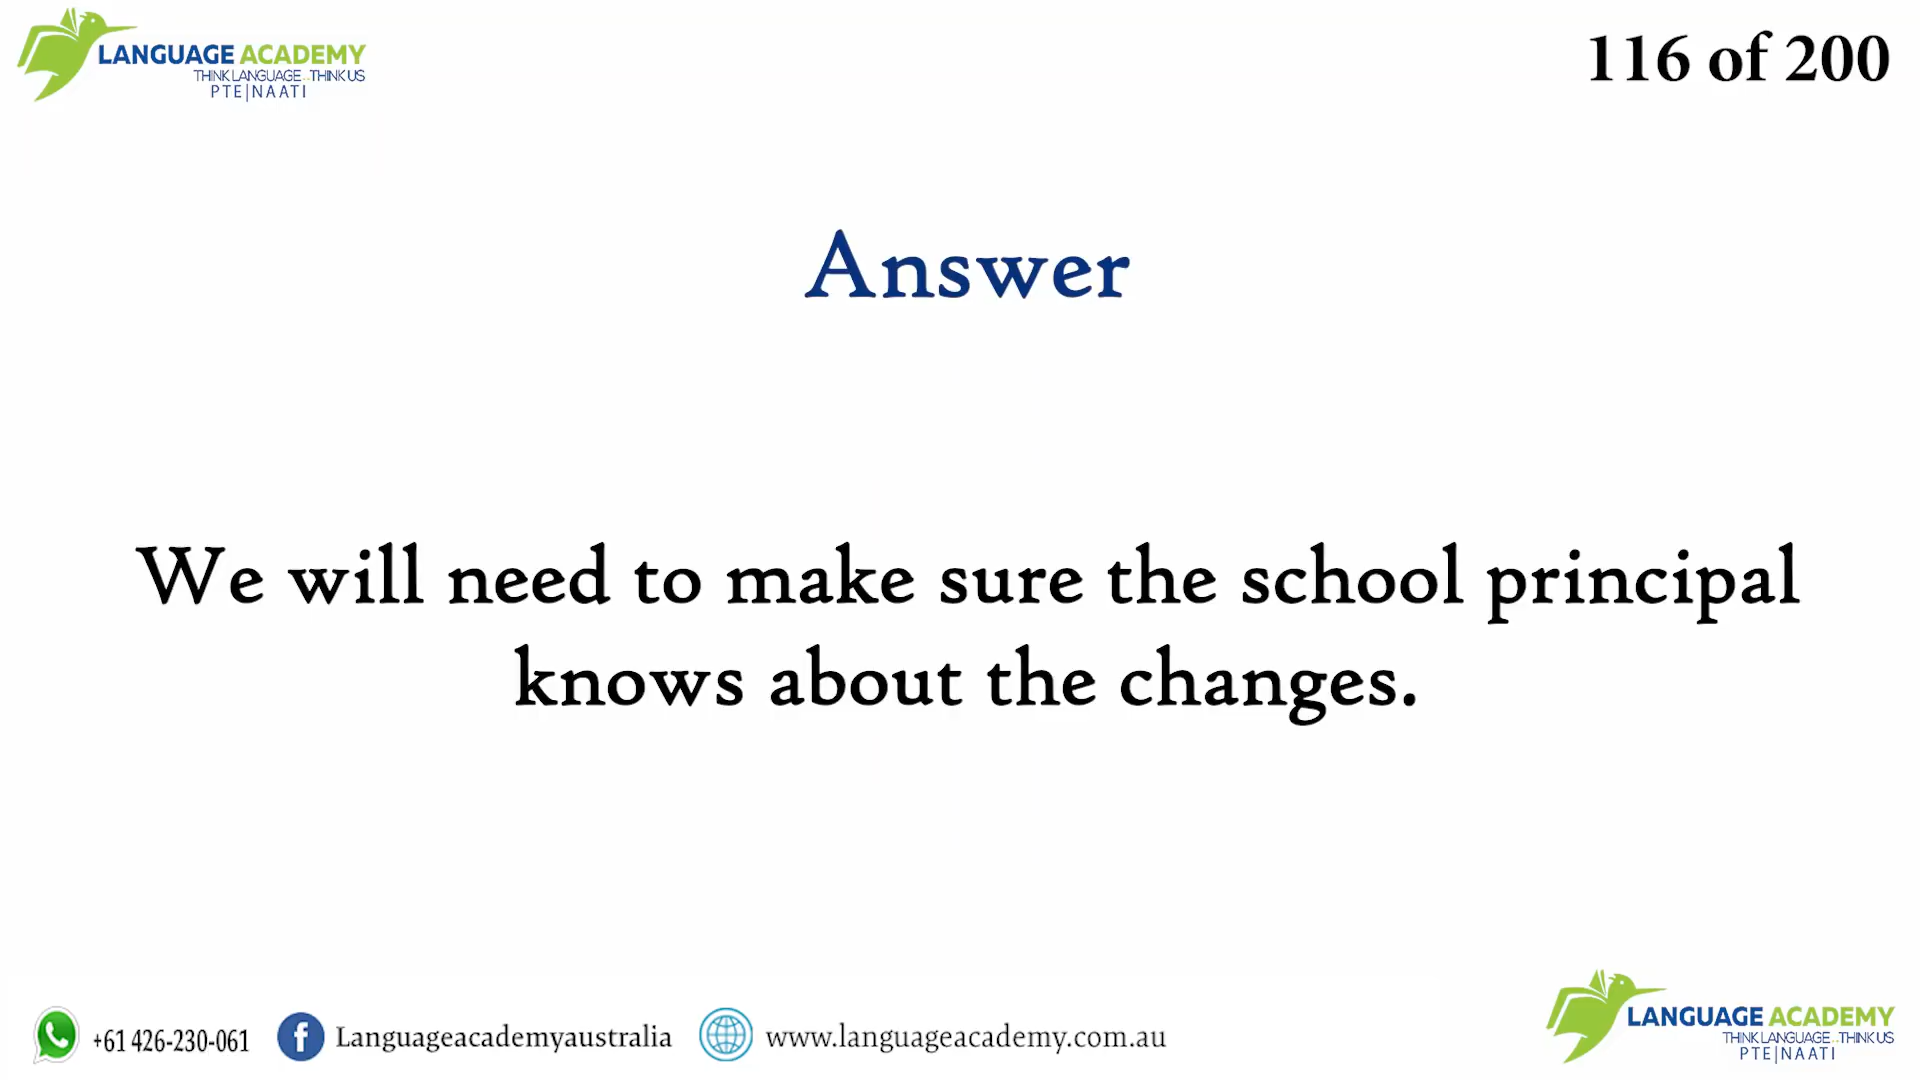 LANGUAGE ACADEMY
THINK LANGUAGE..THINK US
PTE|NAATI
116 of 200
Answer
We will need to make sure the school principal
knows about the changes.
+61 426-230-061
Languageacademyaustralia
www.languageacademy.com.au
LANGUAGE ACADEMY
THINK LANGUAGE..THINK US
PTE|NAATI